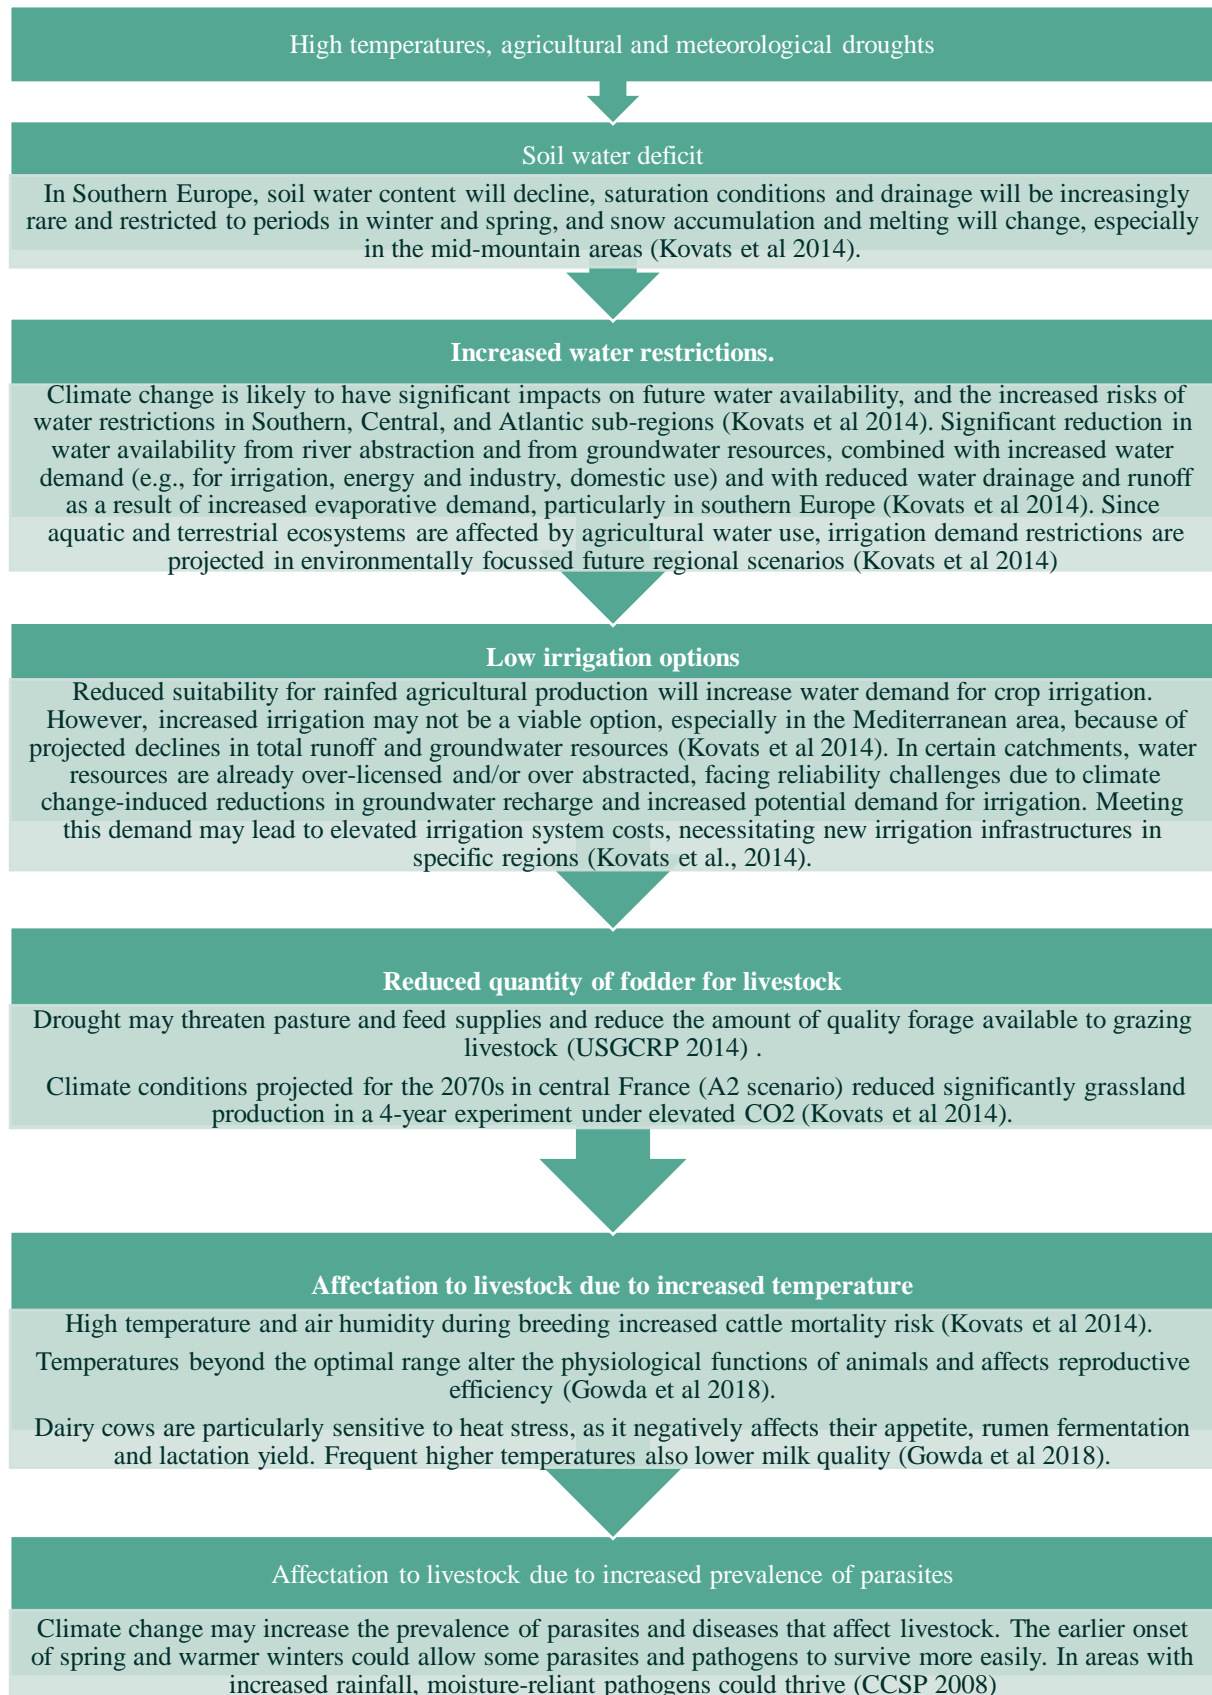 High temperatures, agricultural and meteorological droughts
Soil water deficit
In Southern Europe, soil water content will decline, saturation conditions and drainage will be increasingly
rare and restricted to periods in winter and spring, and snow accumulation and melting will change, especially
in the mid-mountain areas (Kovats et al 2014).
Increased water restrictions.
Climate change is likely to have significant impacts on future water availability, and the increased risks of
water restrictions in Southern, Central, and Atlantic sub-regions (Kovats et al 2014). Significant reduction in
water availability from river abstraction and from groundwater resources, combined with increased water
demand (e.g., for irrigation, energy and industry, domestic use) and with reduced water drainage and runoff
as a result of increased evaporative demand, particularly in southern Europe (Kovats et al 2014). Since
aquatic and terrestrial ecosystems are affected by agricultural water use, irrigation demand restrictions are
projected in environmentally focussed future regional scenarios (Kovats et al 2014)
Low irrigation options
Reduced suitability for rainfed agricultural production will increase water demand for crop irrigation.
However, increased irrigation may not be a viable option, especially in the Mediterranean area, because of
projected declines in total runoff and groundwater resources (Kovats et al 2014). In certain catchments, water
resources are already over-licensed and/or over abstracted, facing reliability challenges due to climate
change-induced reductions in groundwater recharge and increased potential demand for irrigation. Meeting
this demand may lead to elevated irrigation system costs, necessitating new irrigation infrastructures in
specific regions (Kovats et al., 2014).
Reduced quantity of fodder for livestock
Drought may threaten pasture and feed supplies and reduce the amount of quality forage available to grazing
livestock (USGCRP 2014) .
Climate conditions projected for the 2070s in central France (A2 scenario) reduced significantly grassland
production in a 4-year experiment under elevated CO2 (Kovats et al 2014).
Affectation to livestock due to increased temperature
High temperature and air humidity during breeding increased cattle mortality risk (Kovats et al 2014).
Temperatures beyond the optimal range alter the physiological functions of animals and affects reproductive
efficiency (Gowda et al 2018).
Dairy cows are particularly sensitive to heat stress, as it negatively affects their appetite, rumen fermentation
and lactation yield. Frequent higher temperatures also lower milk quality (Gowda et al 2018).
Affectation to livestock due to increased prevalence of parasites
Climate change may increase the prevalence of parasites and diseases that affect livestock. The earlier onset
of spring and warmer winters could allow some parasites and pathogens to survive more easily. In areas with
increased rainfall, moisture-reliant pathogens could thrive (CCSP 2008)